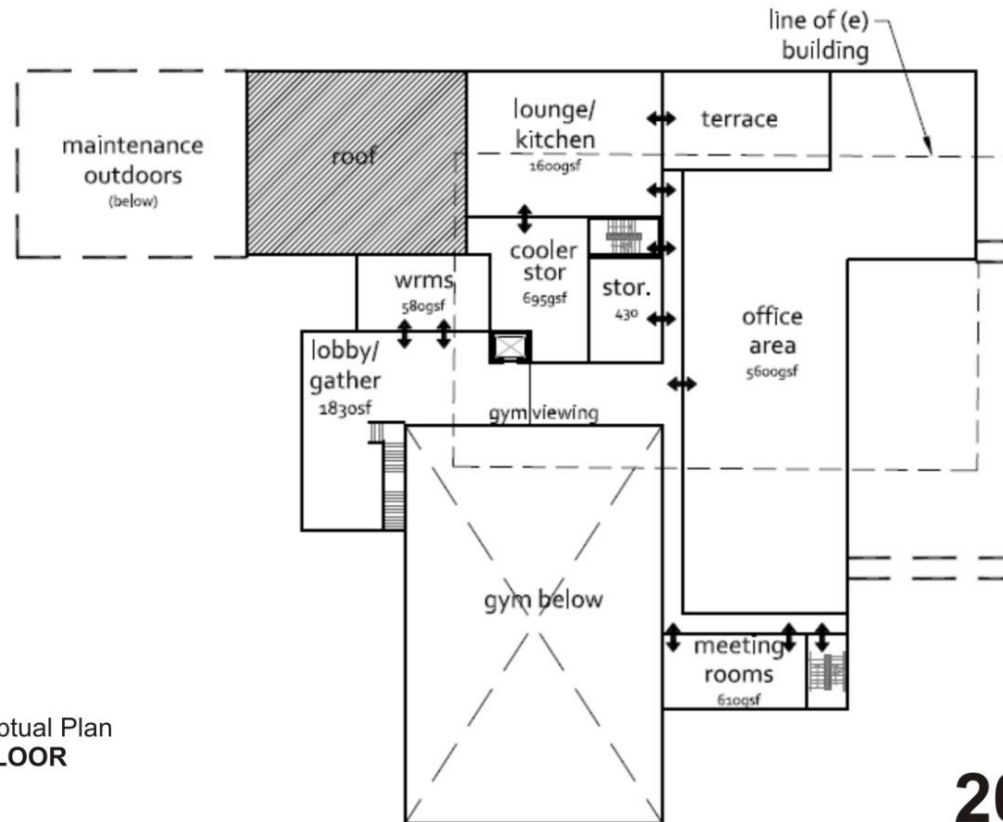 line of (e)
building
maintenance
outdoors
(below)
roof
lounge/
kitchen
1600gsf
terrace
cooler
stor
695gsf
stor.
430
wrms
580gsf
office
area
5600gsf
lobby/
gather
1830sf
gym viewing
gym below
meeting
rooms
610gsf
ptual Plan
LOOR
20